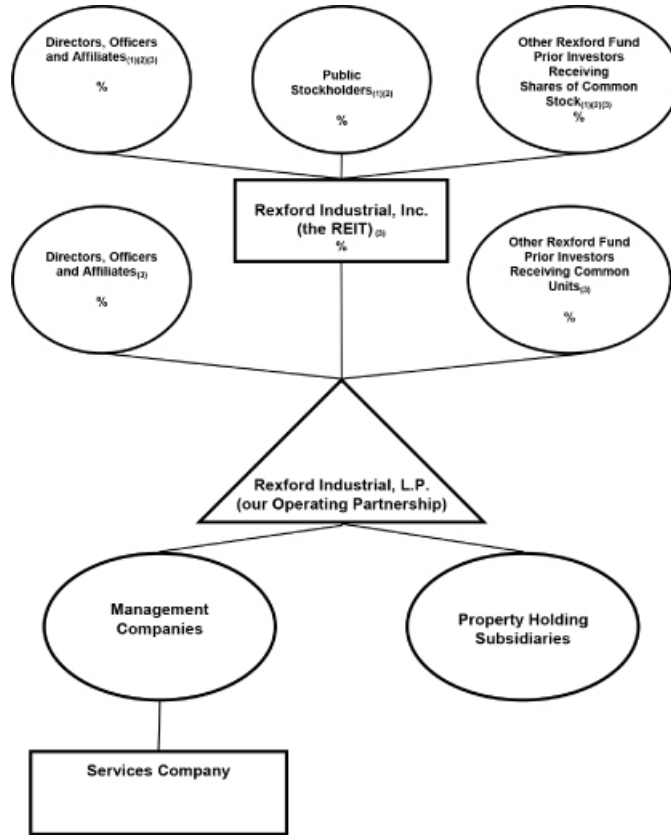 Directors, Officers
and Affiliates(1)(2)(3)
%
Public
Stockholders(1)(2)
%
Other Rexford Fund
Prior Investors
Receiving
Shares of Common
Stock(1)(2)(3)
%
Rexford Industrial, Inc.
(the REIT) (3)
%
Directors, Officers
and Affiliates(3)
%
Other Rexford Fund
Prior Investors
Receiving Common
Units(3)
%
Rexford Industrial, L.P.
(our Operating Partnership)
Management
Companies
Property Holding
Subsidiaries
Services Company